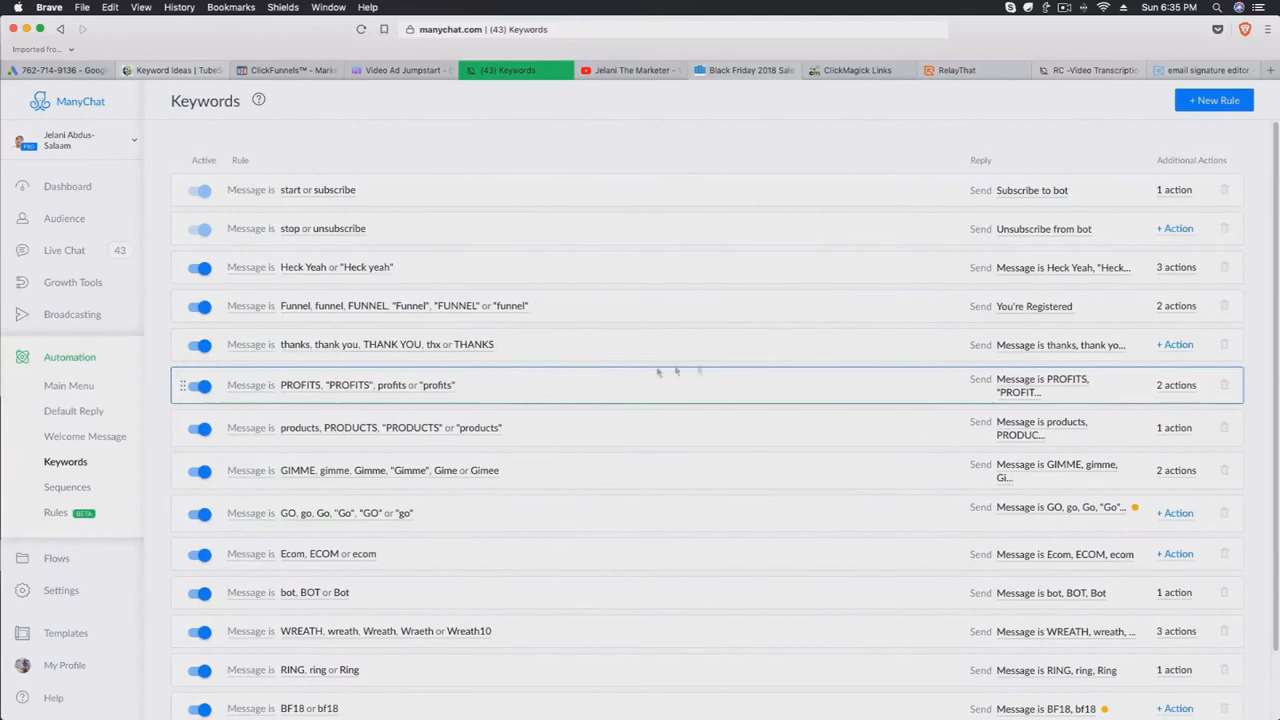 Brave File Edit View History Bookmarks Shields Window Help
Sun 6:35 PM
manychat.com | (43) Keywords
Imported from...
762-714-9136 - Goog
Keyword Ideas | TubeS
ClickFunnels™ - Mark
Video Ad Jumpstart - E
(43) Keywords
Jelani The Marketer -
Black Friday 2018 Sale
ClickMagick Links
RelayThat
RC -Video Transcripti
email signature editor -
ManyChat
Keywords
+ New Rule
Jelani Abdus-
Salaam
PRO
Active Rule Reply Additional Actions
Dashboard
Audience
Live Chat 43
Growth Tools
Broadcasting
Automation
Main Menu
Default Reply
Welcome Message
Keywords
Sequences
Rules BETA
Flows
Settings
Templates
My Profile
Help
Message is start or subscribe Send Subscribe to bot 1 action
Message is stop or unsubscribe Send Unsubscribe from bot + Action
Message is Heck Yeah or "Heck yeah" Send Message is Heck Yeah, "Heck... 3 actions
Message is Funnel, funnel, FUNNEL, "Funnel", "FUNNEL" or "funnel" Send You're Registered 2 actions
Message is thanks, thank you, THANK YOU, thx or THANKS Send Message is thanks, thank yo... + Action
Message is PROFITS, "PROFITS", profits or "profits" Send Message is PROFITS,
"PROFIT... 2 actions
Message is products, PRODUCTS, "PRODUCTS" or "products" Send Message is products,
PRODUC... 1 action
Message is GIMME, gimme, Gimme, "Gimme", Gime or Gimee Send Message is GIMME, gimme,
Gi... 2 actions
Message is GO, go, Go, "Go", "GO" or "go" Send Message is GO, go, Go, "Go"... + Action
Message is Ecom, ECOM or ecom Send Message is Ecom, ECOM, ecom + Action
Message is bot, BOT or Bot Send Message is bot, BOT, Bot 1 action
Message is WREATH, wreath, Wreath, Wraeth or Wreath10 Send Message is WREATH, wreath, ... 3 actions
Message is RING, ring or Ring Send Message is RING, ring, Ring 1 action
Message is BF18 or bf18 Send Message is BF18, bf18 + Action